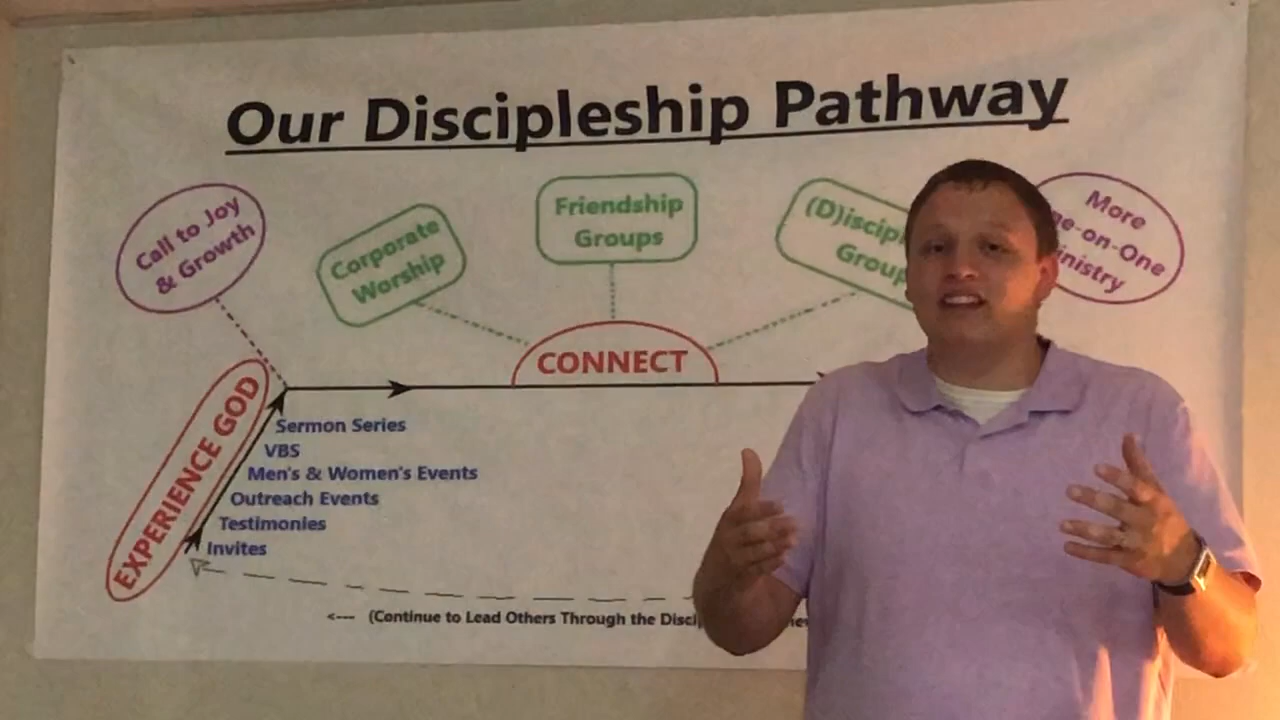 Our Discipleship Pathway
Call to Joy
& Growth
Corporate
Worship
Friendship
Groups
More
CONNECT
EXPERIENCE GOD
Sermon Series
VBS
Men's & Women's Events
Outreach Events
Testimonies
Invites
<--- (Continue to Lead Others Through the